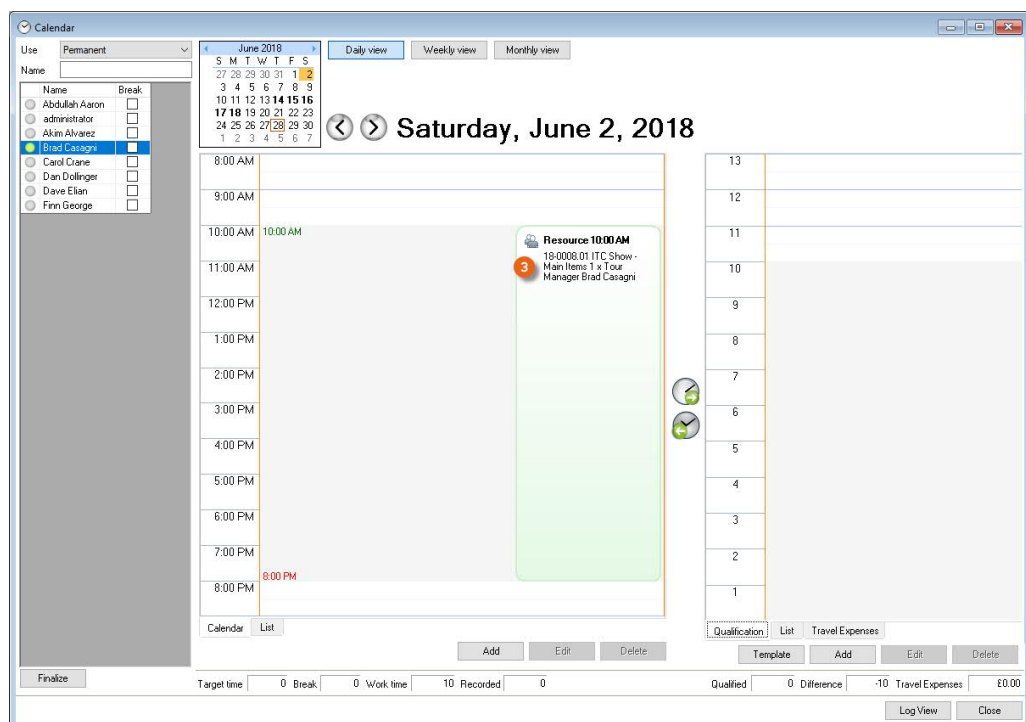 Calendar
Use Permanent
Name
Name Break
Abdullah Aaron
administrator
Akim Alvarez
Brad Casagni
Carol Crane
Dan Dollinger
Dave Elian
Finn George
Finalize
June 2018
S M T W T F S
27 28 29 30 31 1 2
3 4 5 6 7 8 9
10 11 12 13 14 15 16
17 18 19 20 21 22 23
24 25 26 27 28 29 30
1 2 3 4 5 6 7
Daily view Weekly view Monthly view
Saturday, June 2, 2018
8:00 AM
9:00 AM
10:00 AM 10:00 AM
11:00 AM
12:00 PM
1:00 PM
2:00 PM
3:00 PM
4:00 PM
5:00 PM
6:00 PM
7:00 PM
8:00 PM
8:00 PM
Resource 10:00 AM
18-0008.01 ITC Show -
3 Main Items 1 x Tour
Manager Brad Casagni
Calendar List
Add Edit Delete
13
12
11
10
9
8
7
6
5
4
3
2
1
Qualification List Travel Expenses
Template Add Edit Delete
Target time 0 Break 0 Work time 10 Recorded 0
Qualified 0 Difference -10 Travel Expenses £0.00
Log View Close